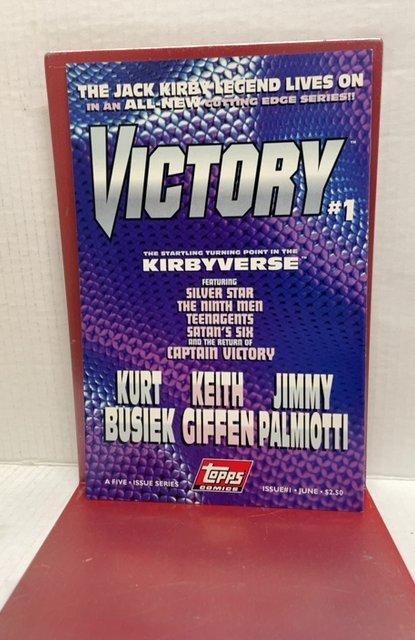 THE JACK KIRBY LEGEND LIVES ON
IN AN ALL-NEW CUTTING EDGE SERIES!!
VICTORY™
#1
THE STARTLING TURNING POINT IN THE
KIRBYVERSE™
FEATURING
SILVER STAR
THE NINTH MEN
TEENAGENTS
SATAN'S SIX
AND THE RETURN OF
CAPTAIN VICTORY
KURT KEITH JIMMY
BUSIEK GIFFEN PALMIOTTI
A FIVE • ISSUE SERIES
TOPPS
COMICS
ISSUE#1 • JUNE • $2.50